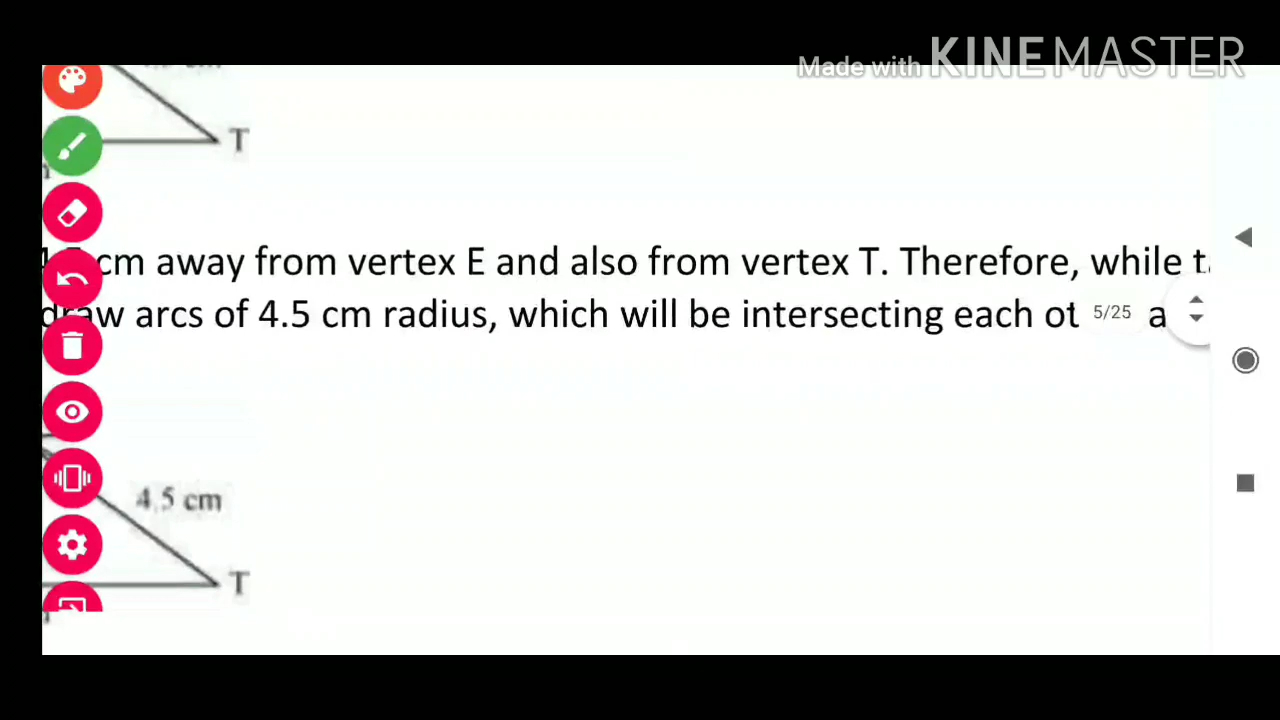 Made with KINEMASTER
T
cm away from vertex E and also from vertex T. Therefore, while
draw arcs of 4.5 cm radius, which will be intersecting each ot 5/25 a
4.5 cm
T